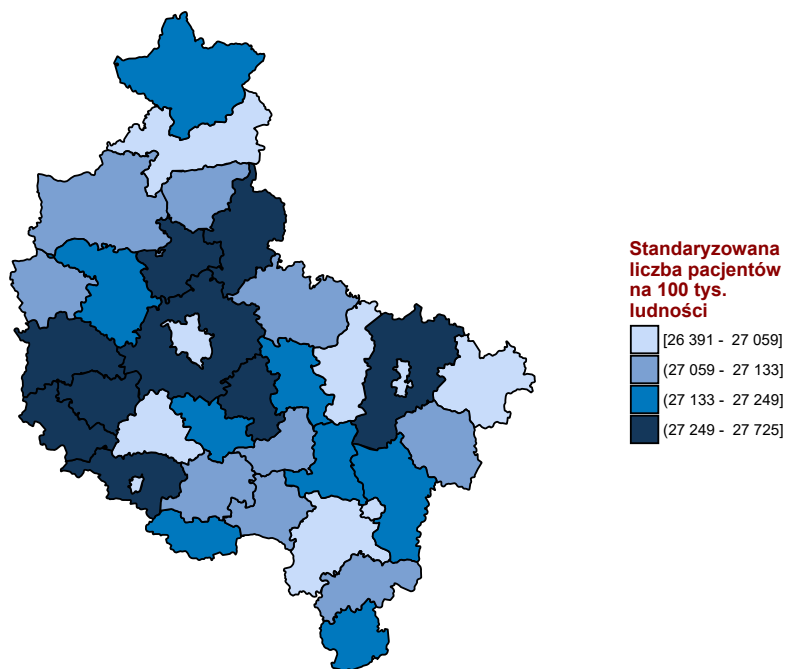 Standaryzowana
liczba pacjentów
na 100 tys.
ludności
[26 391 - 27 059]
(27 059 - 27 133]
(27 133 - 27 249]
(27 249 - 27 725]